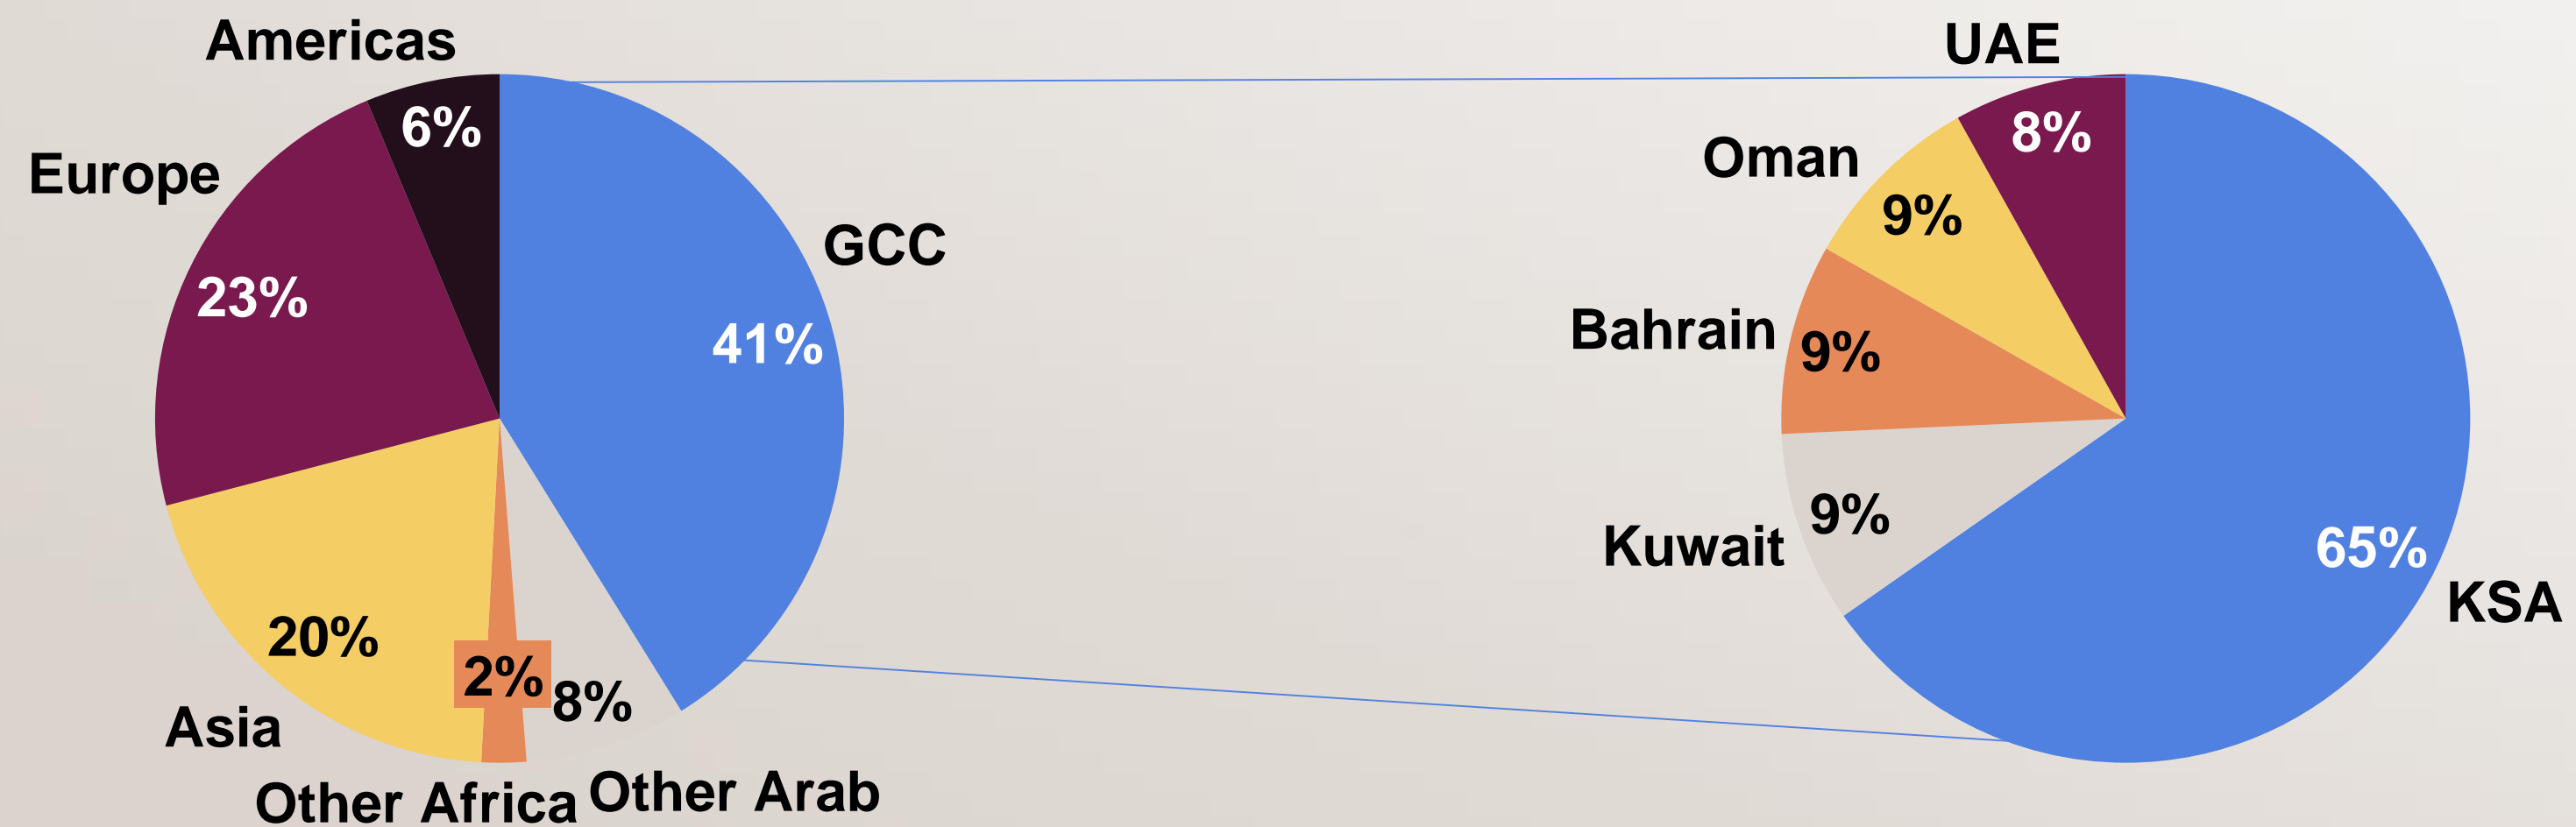 Americas
6%
Europe
23%
GCC
41%
20%
Asia
2%
8%
Other Africa
Other Arab
UAE
8%
Oman
9%
Bahrain
9%
Kuwait
9%
65%
KSA